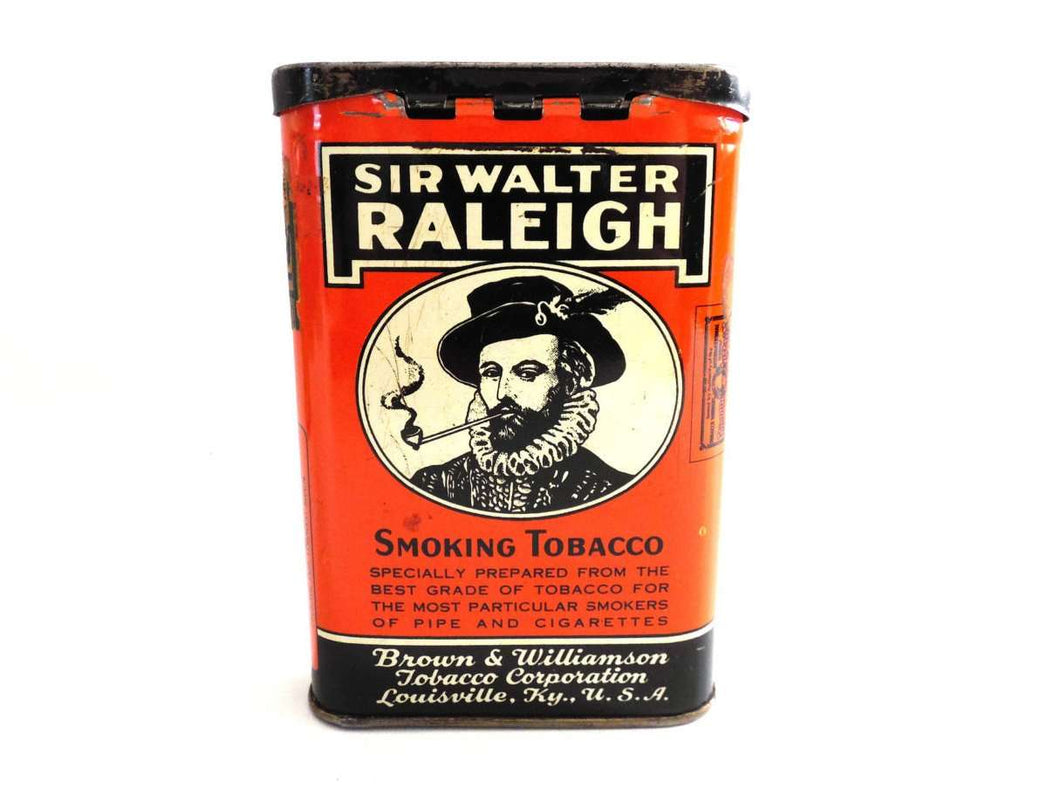 SIR WALTER
RALEIGH
SMOKING TOBACCO
SPECIALLY PREPARED FROM THE
BEST GRADE OF TOBACCO FOR
THE MOST PARTICULAR SMOKERS
OF PIPE AND CIGARETTES
Brown & Williamson
Tobacco Corporation
Louisville, Ky., U.S.A.